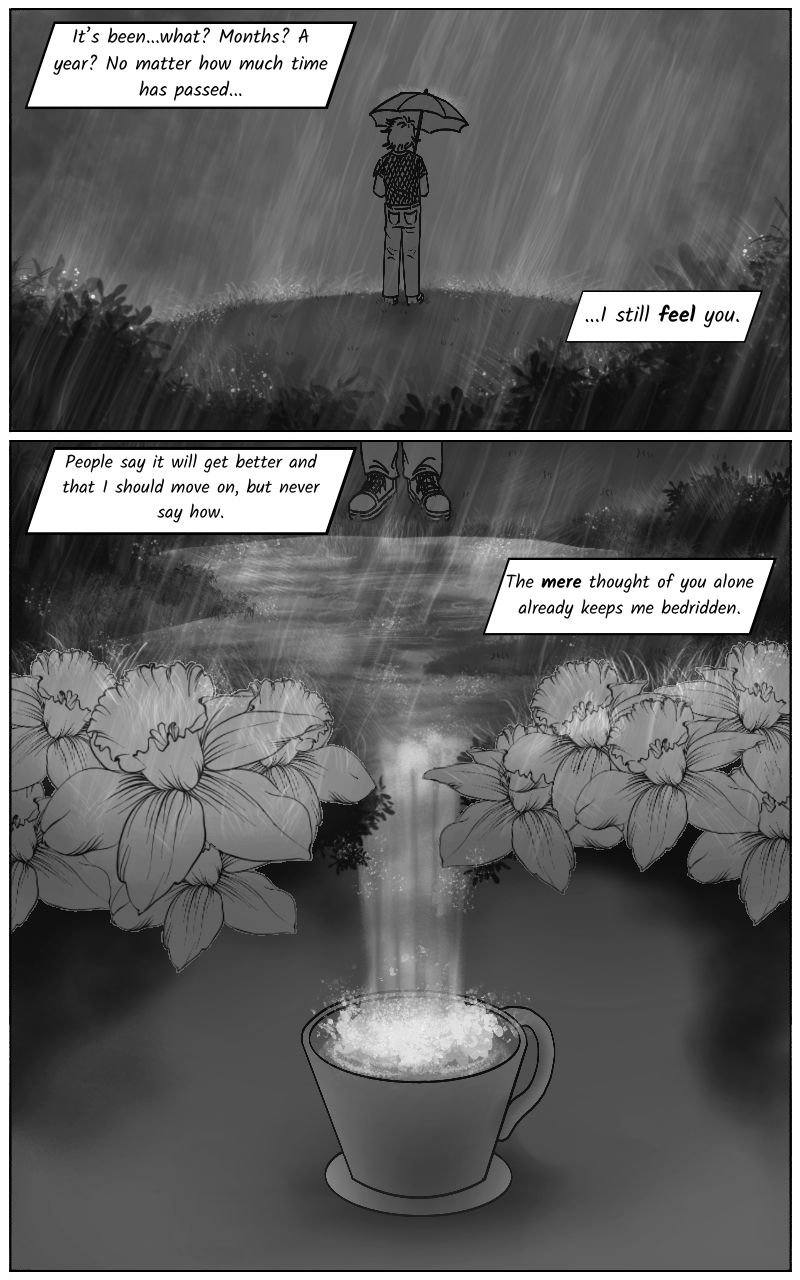 It's been...what? Months? A
year? No matter how much time
has passed...
...I still feel you.
People say it will get better and
that I should move on, but never
say how.
The mere thought of you alone
already keeps me bedridden.